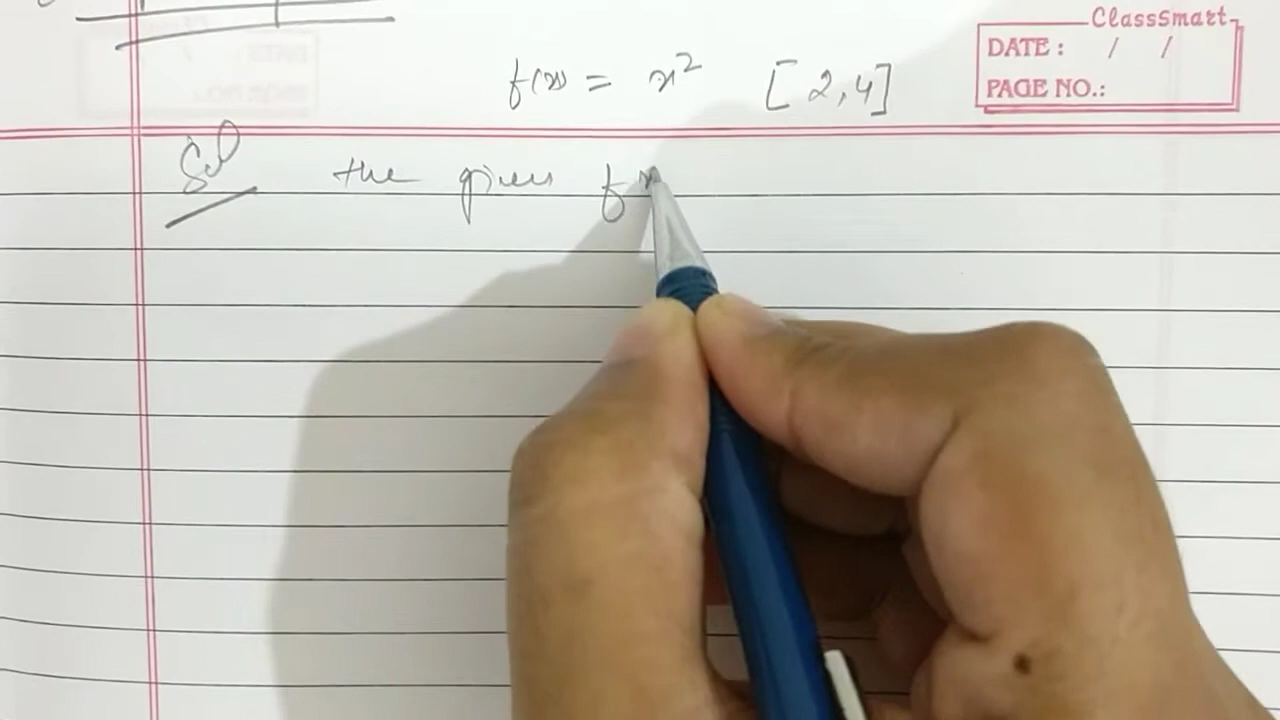 ClassSmart
DATE : / /
PAGE NO.:
f(x) = x² [2,4]
Sol the given f